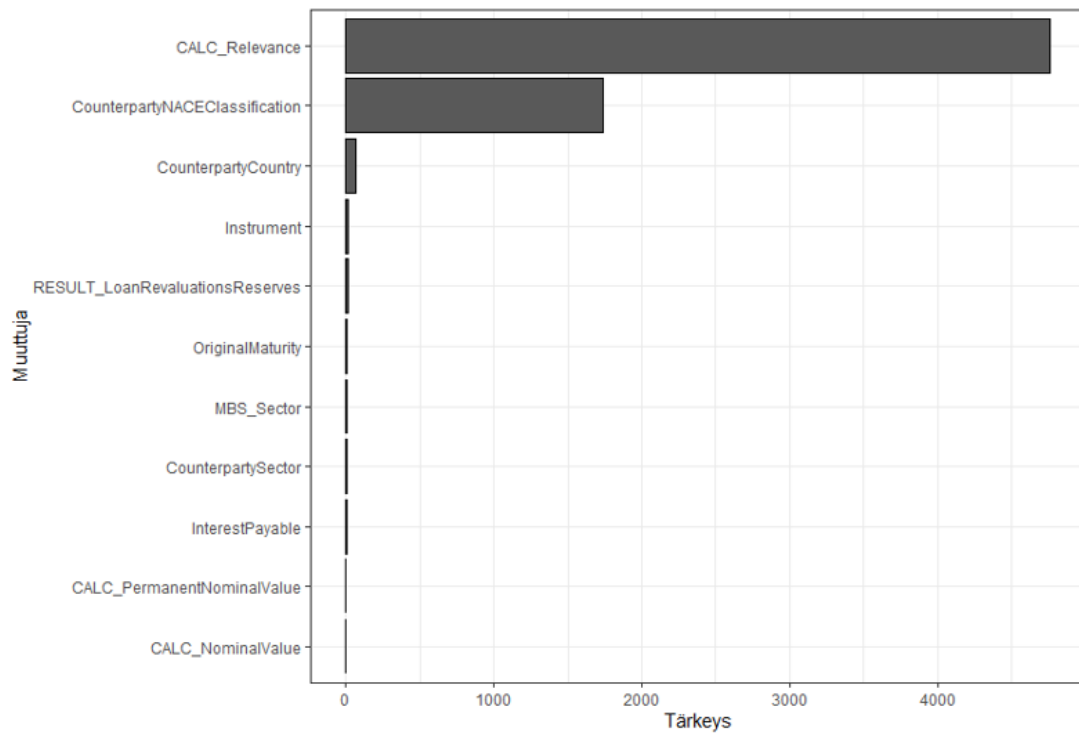 CALC_Relevance
CounterpartyNACEClassification
CounterpartyCountry
Instrument
RESULT_LoanRevaluationsReserves
OriginalMaturity
MBS_Sector
CounterpartySector
InterestPayable
CALC_PermanentNominalValue
CALC_NominalValue
Muuttuja
0 1000 2000 3000 4000
Tärkeys